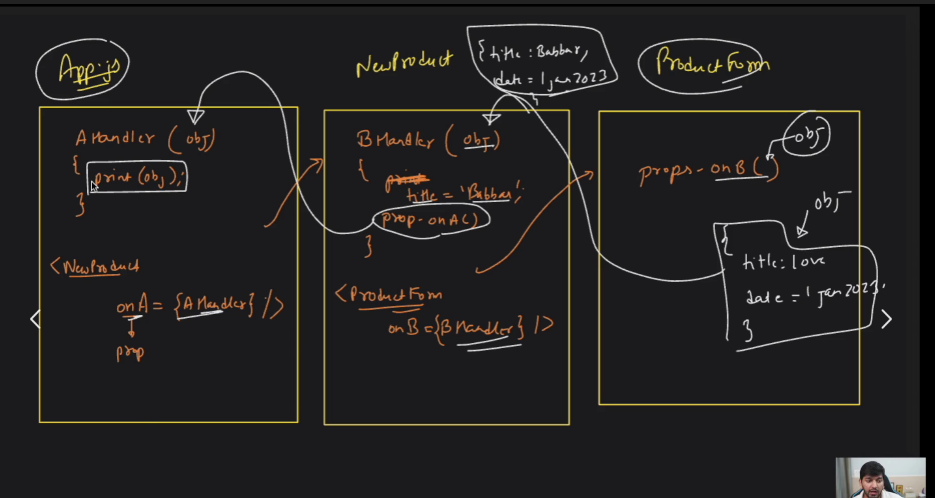 App.js
AHandler (obj)
{
print (obj);
}
<NewProduct
onA = {AHandler} />
prop
NewProduct
{title : Babbar,
date = 1 jan 2023
}
BHandler (obj)
{
print
title = 'Babbar';
prop-onA()
}
<ProductForm
onB={BHandler} />
ProductForm
obj
props-onB()
obj
{
title: love
date = 1 jan 2023,
}